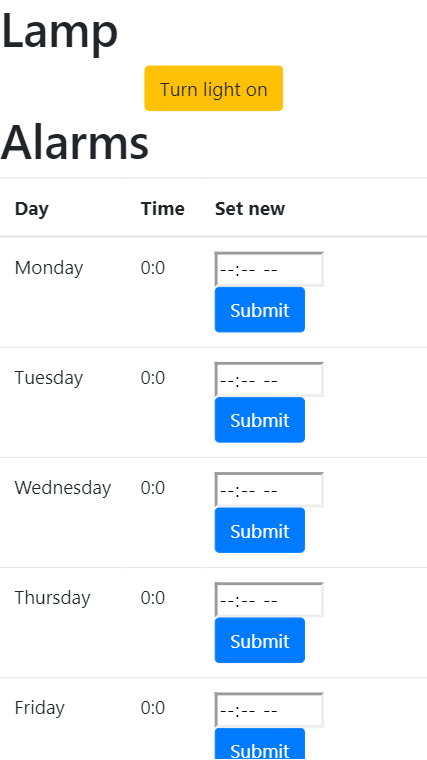 Lamp
Turn light on
Alarms
Day Time Set new
Monday 0:0 --:-- --
Submit
Tuesday 0:0 --:-- --
Submit
Wednesday 0:0 --:-- --
Submit
Thursday 0:0 --:-- --
Submit
Friday 0:0 --:-- --
Submit